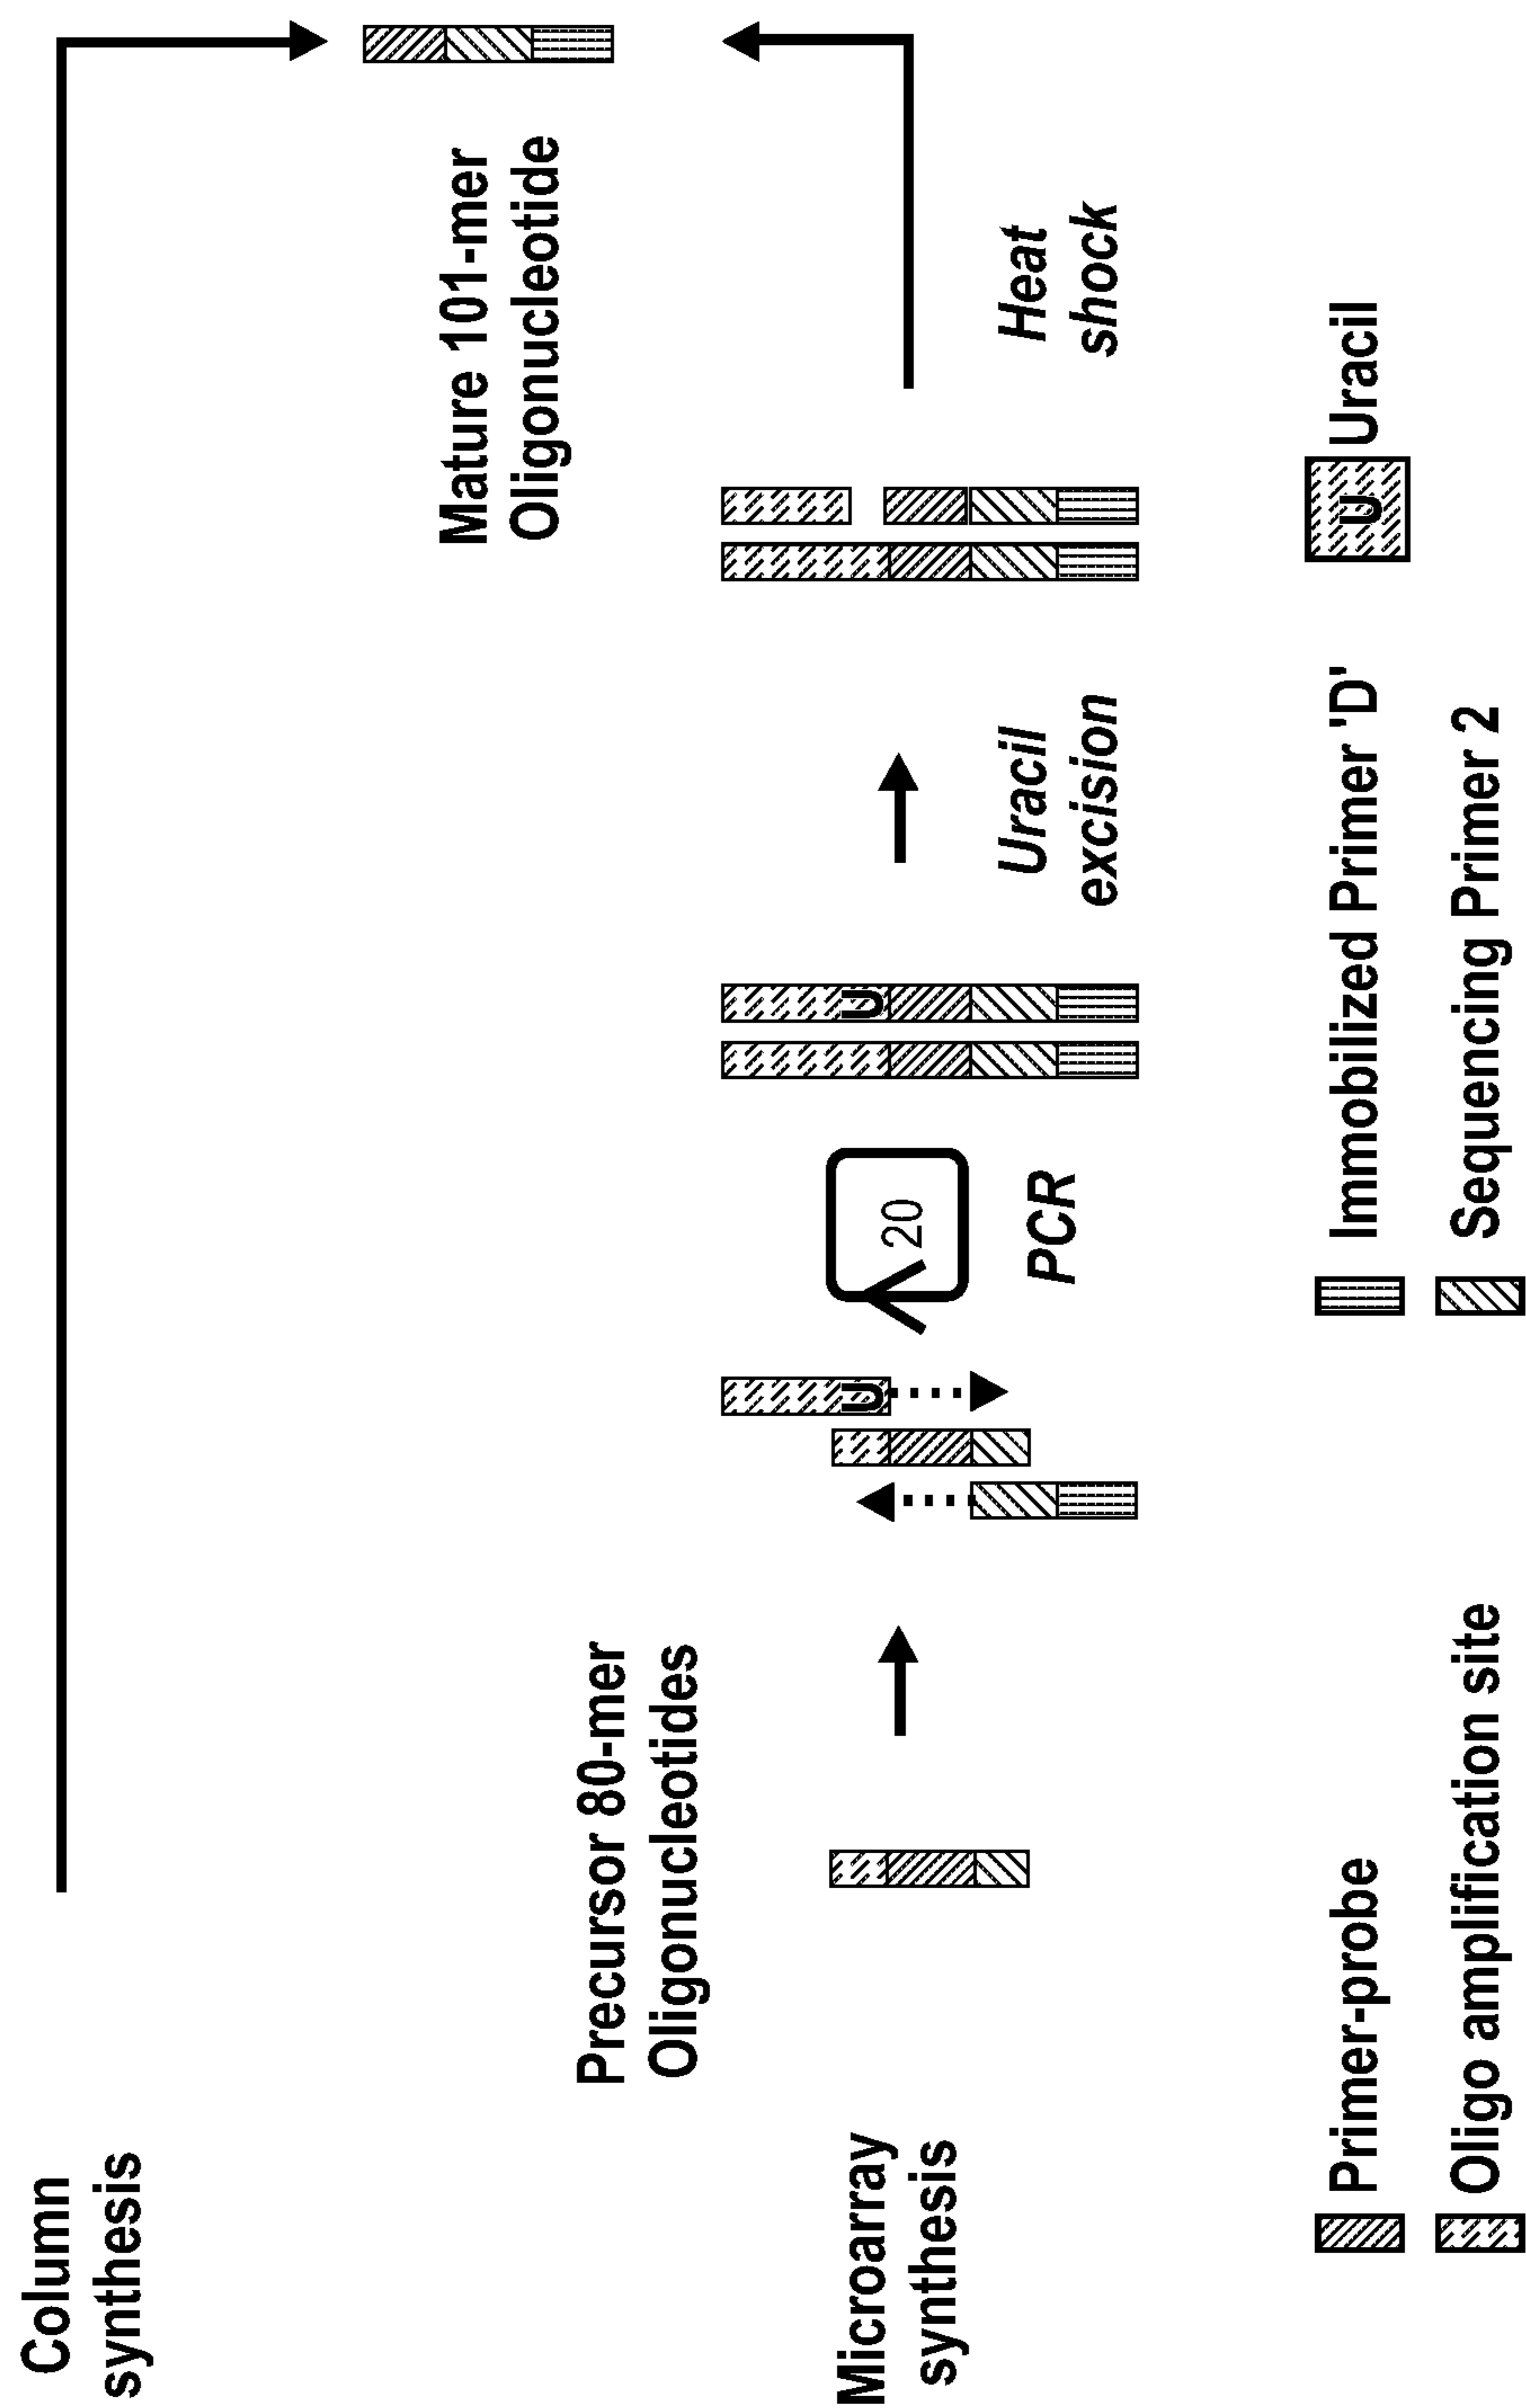 Column
synthesis
Mature 101-mer
Oligonucleotide
Precursor 80-mer
Oligonucleotides
Microarray
synthesis
U
20
PCR
U
Uracil
excision
Heat
shock
Primer-probe
Immobilized Primer 'D'
U
Uracil
Oligo amplification site
Sequencing Primer 2